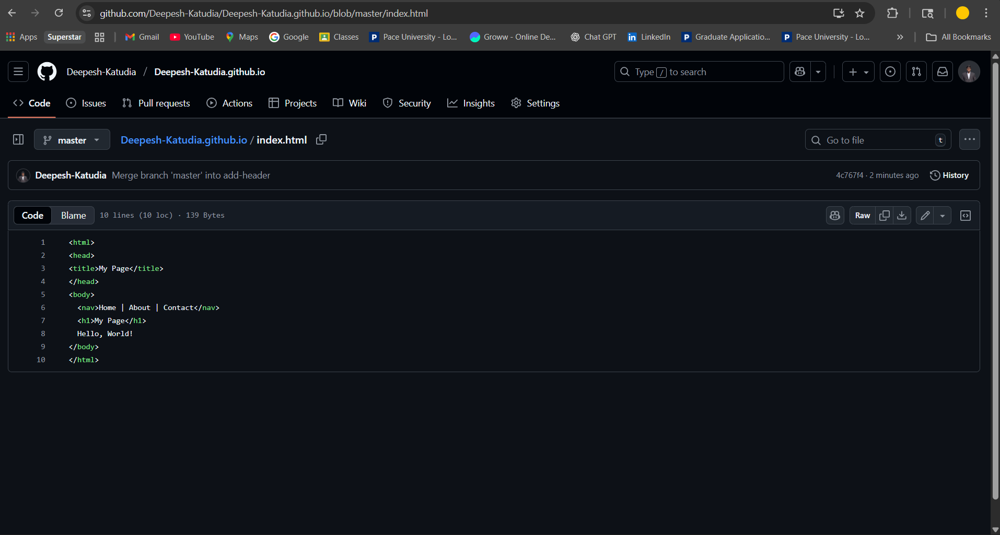 github.com/Deepesh-Katudia/Deepesh-Katudia.github.io/blob/master/index.html
Apps Superstar Gmail YouTube Maps Google Classes Pace University - Lo... Groww - Online De... Chat GPT LinkedIn Graduate Applicatio... Pace University - Lo... » All Bookmarks
Deepesh-Katudia / Deepesh-Katudia.github.io Type / to search
Code Issues Pull requests Actions Projects Wiki Security Insights Settings
master Deepesh-Katudia.github.io / index.html Go to file t
Deepesh-Katudia Merge branch 'master' into add-header 4c767f4 · 2 minutes ago History
Code Blame 10 lines (10 loc) · 139 Bytes Raw
1 <html>
2 <head>
3 <title>My Page</title>
4 </head>
5 <body>
6 <nav>Home | About | Contact</nav>
7 <h1>My Page</h1>
8 Hello, World!
9 </body>
10 </html>